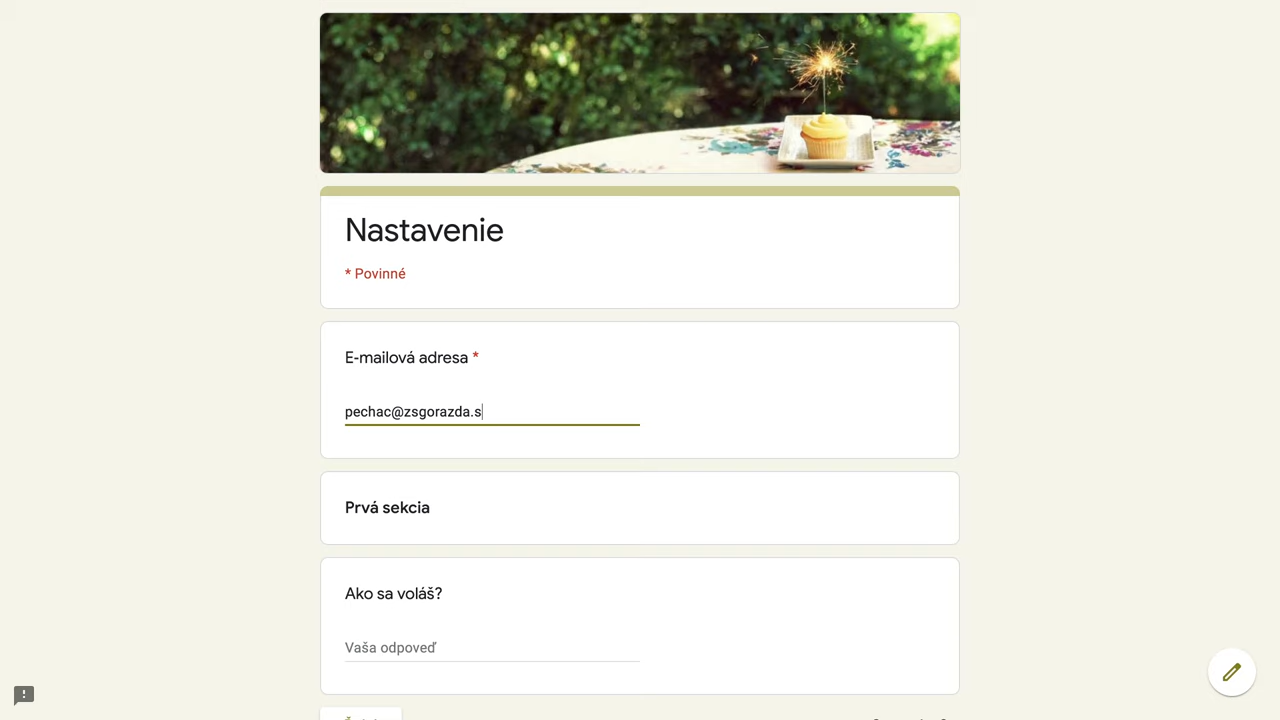 Nastavenie
* Povinné
E-mailová adresa *
pechac@zsgorazda.s
Prvá sekcia
Ako sa voláš?
Vaša odpoveď